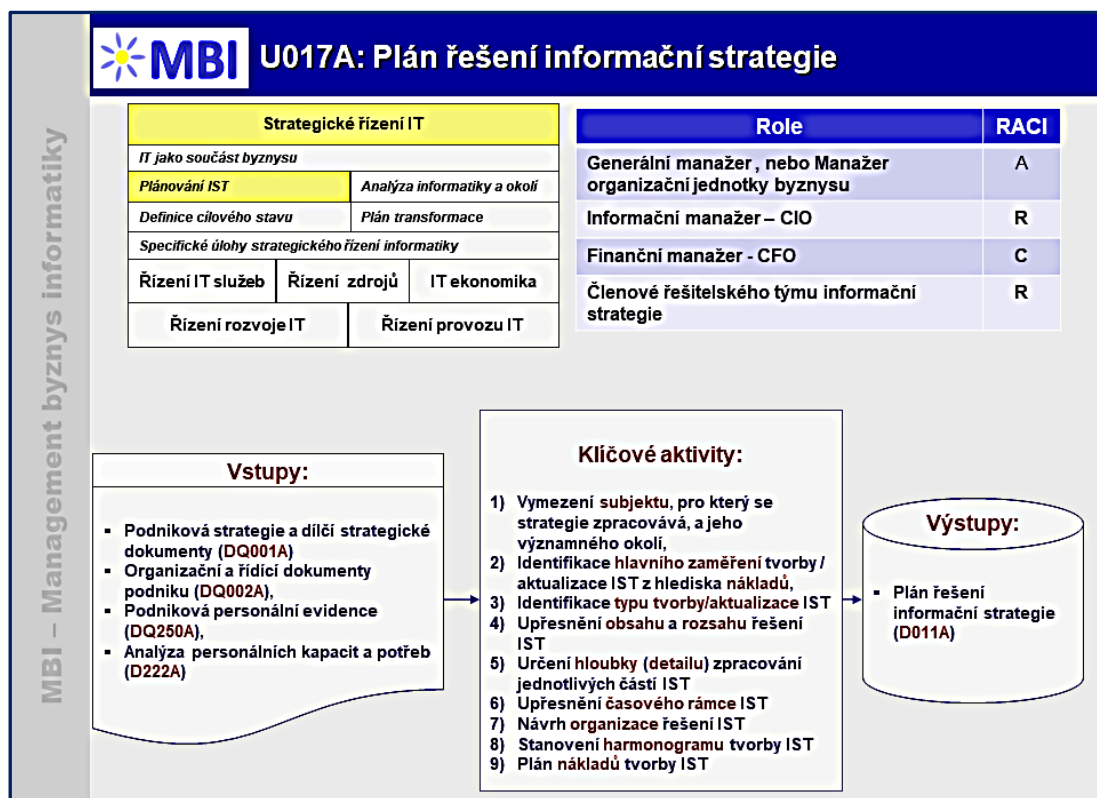 MBI – Management byznys informatiky
MBI
U017A: Plán řešení informační strategie
Strategické řízení IT
IT jako součást byznysu
Plánování IST
Analýza informatiky a okolí
Definice cílového stavu
Plán transformace
Specifické úlohy strategického řízení informatiky
Řízení IT služeb
Řízení zdrojů
IT ekonomika
Řízení rozvoje IT
Řízení provozu IT
Role RACI
Generální manažer , nebo Manažer A
organizační jednotky byznysu
Informační manažer – CIO R
Finanční manažer - CFO C
Členové řešitelského týmu informační R
strategie
Vstupy:
▪ Podniková strategie a dílčí strategické
dokumenty (DQ001A)
▪ Organizační a řídící dokumenty
podniku (DQ002A),
▪ Podniková personální evidence
(DQ250A),
▪ Analýza personálních kapacit a potřeb
(D222A)
Klíčové aktivity:
1) Vymezení subjektu, pro který se
strategie zpracovává, a jeho
významného okolí,
2) Identifikace hlavního zaměření tvorby /
aktualizace IST z hlediska nákladů,
3) Identifikace typu tvorby/aktualizace IST
4) Upřesnění obsahu a rozsahu řešení
IST
5) Určení hloubky (detailu) zpracování
jednotlivých částí IST
6) Upřesnění časového rámce IST
7) Návrh organizace řešení IST
8) Stanovení harmonogramu tvorby IST
9) Plán nákladů tvorby IST
Výstupy:
▪ Plán řešení
informační strategie
(D011A)